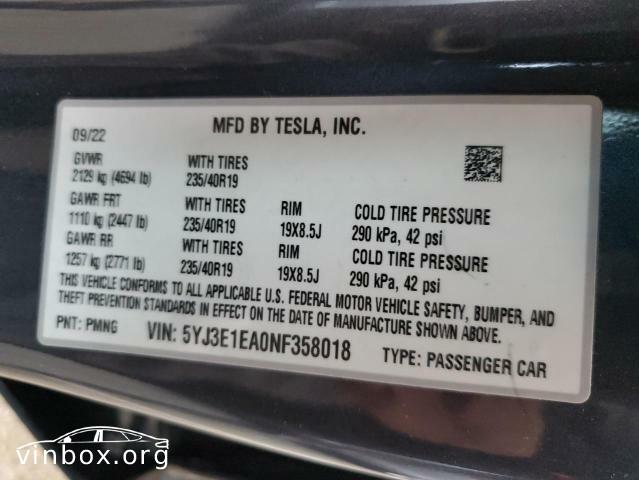 MFD BY TESLA, INC.
09/22
GVWR
2129 kg (4694 lb)
WITH TIRES
235/40R19
GAWR FRT
1110 kg (2447 lb)
WITH TIRES
235/40R19
RIM
19X8.5J
COLD TIRE PRESSURE
290 kPa, 42 psi
GAWR RR
1257 kg (2771 lb)
WITH TIRES
235/40R19
RIM
19X8.5J
COLD TIRE PRESSURE
290 kPa, 42 psi
THIS VEHICLE CONFORMS TO ALL APPLICABLE U.S. FEDERAL MOTOR VEHICLE SAFETY, BUMPER, AND
THEFT PREVENTION STANDARDS IN EFFECT ON THE DATE OF MANUFACTURE SHOWN ABOVE.
PNT: PMNG
VIN: 5YJ3E1EA0NF358018
TYPE: PASSENGER CAR
vinbox.org